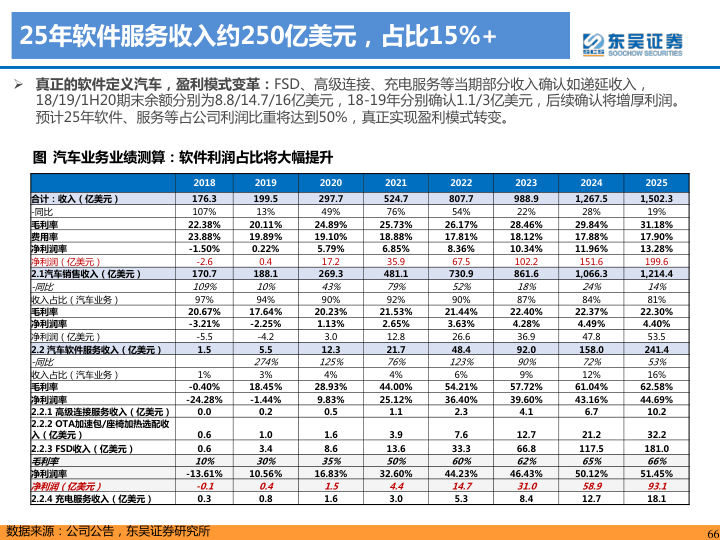 25年软件服务收入约250亿美元，占比15%+
东吴证券
SCS SOOCHOW SECURITIES
➢ 真正的软件定义汽车，盈利模式变革：FSD、高级连接、充电服务等当期部分收入确认如递延收入，
18/19/1H20期末余额分别为8.8/14.7/16亿美元，18-19年分别确认1.1/3亿美元，后续确认将增厚利润。
预计25年软件、服务等占公司利润比重将达到50%，真正实现盈利模式转变。
图 汽车业务业绩测算：软件利润占比将大幅提升
2018 2019 2020 2021 2022 2023 2024 2025
合计：收入（亿美元） 176.3 199.5 297.7 524.7 807.7 988.9 1,267.5 1,502.3
-同比 107% 13% 49% 76% 54% 22% 28% 19%
毛利率 22.38% 20.11% 24.89% 25.73% 26.17% 28.46% 29.84% 31.18%
费用率 23.88% 19.89% 19.10% 18.88% 17.81% 18.12% 17.88% 17.90%
净利润率 -1.50% 0.22% 5.79% 6.85% 8.36% 10.34% 11.96% 13.28%
净利润（亿美元） -2.6 0.4 17.2 35.9 67.5 102.2 151.6 199.6
2.1汽车销售收入（亿美元） 170.7 188.1 269.3 481.1 730.9 861.6 1,066.3 1,214.4
-同比 109% 10% 43% 79% 52% 18% 24% 14%
收入占比（汽车业务） 97% 94% 90% 92% 90% 87% 84% 81%
毛利率 20.67% 17.64% 20.23% 21.53% 21.44% 22.40% 22.37% 22.30%
净利润率 -3.21% -2.25% 1.13% 2.65% 3.63% 4.28% 4.49% 4.40%
净利润（亿美元） -5.5 -4.2 3.0 12.8 26.6 36.9 47.8 53.5
2.2 汽车软件服务收入（亿美元） 1.5 5.5 12.3 21.7 48.4 92.0 158.0 241.4
-同比 274% 125% 76% 123% 90% 72% 53%
收入占比（汽车业务） 1% 3% 4% 4% 6% 9% 12% 16%
毛利率 -0.40% 18.45% 28.93% 44.00% 54.21% 57.72% 61.04% 62.58%
净利润率 -24.28% -1.44% 9.83% 25.12% 36.40% 39.60% 43.16% 44.69%
2.2.1 高级连接服务收入（亿美元） 0.0 0.2 0.5 1.1 2.3 4.1 6.7 10.2
2.2.2 OTA加速包/座椅加热选配收
入（亿美元） 0.6 1.0 1.6 3.9 7.6 12.7 21.2 32.2
2.2.3 FSD收入（亿美元） 0.6 3.4 8.6 13.6 33.3 66.8 117.5 181.0
毛利率 10% 30% 35% 50% 60% 62% 65% 66%
净利润率 -13.61% 10.56% 16.83% 32.60% 44.23% 46.43% 50.12% 51.45%
净利润（亿美元） -0.1 0.4 1.5 4.4 14.7 31.0 58.9 93.1
2.2.4 充电服务收入（亿美元） 0.3 0.8 1.6 3.0 5.3 8.4 12.7 18.1
数据来源：公司公告，东吴证券研究所
66